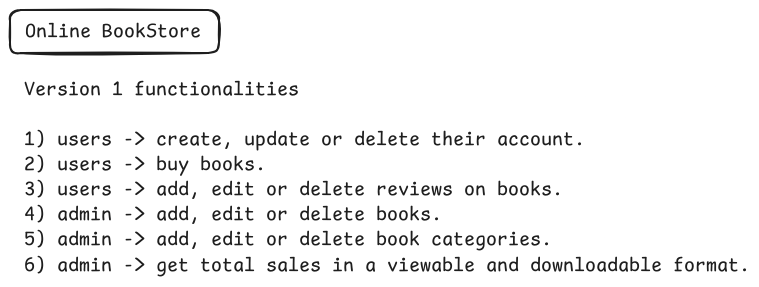 Online BookStore
Version 1 functionalities
1) users -> create, update or delete their account.
2) users -> buy books.
3) users -> add, edit or delete reviews on books.
4) admin -> add, edit or delete books.
5) admin -> add, edit or delete book categories.
6) admin -> get total sales in a viewable and downloadable format.